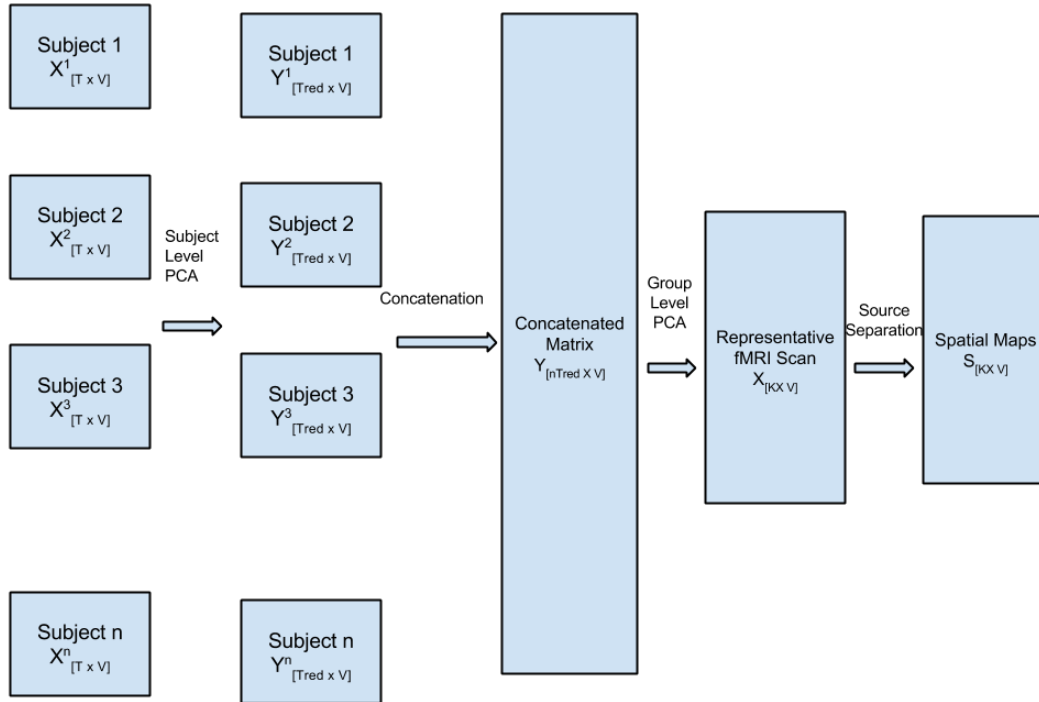 Subject 1
X1[T x V]
Subject 2
X2[T x V]
Subject 3
X3[T x V]
Subject n
Xn[T x V]
Subject
Level
PCA
Subject 1
Y1[Tred x V]
Subject 2
Y2[Tred x V]
Subject 3
Y3[Tred x V]
Subject n
Yn[Tred x V]
Concatenation
Concatenated
Matrix
Y[nTred X V]
Group
Level
PCA
Representative
fMRI Scan
X[KX V]
Source
Separation
Spatial Maps
S[KX V]